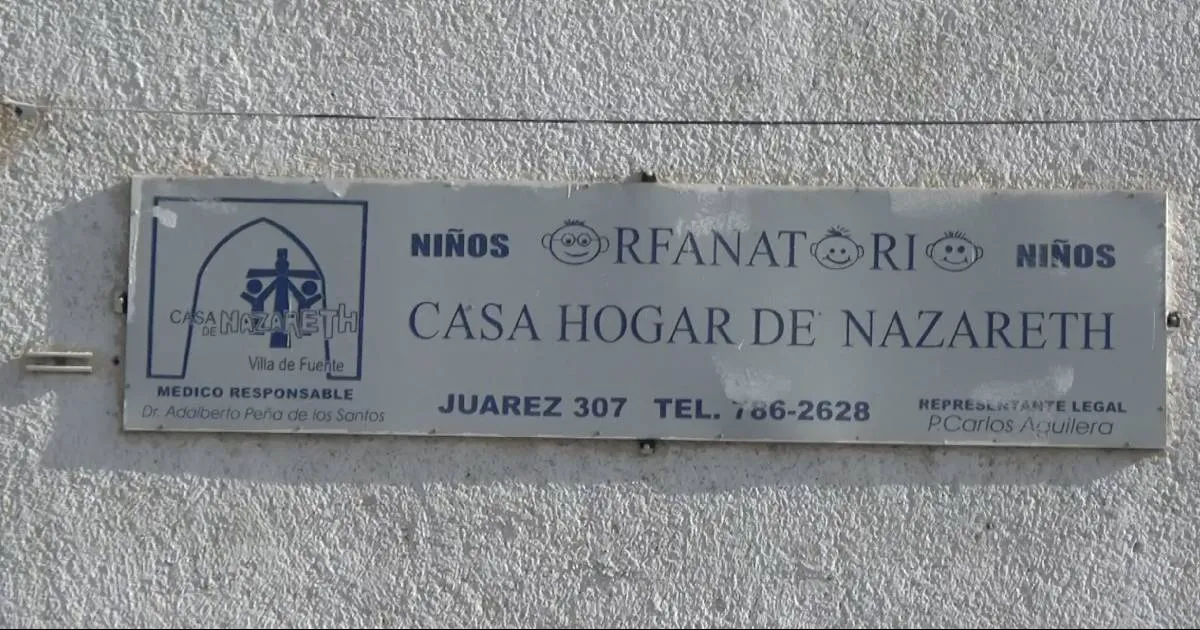 NIÑOS ORFANATORIO NIÑOS
CASA HOGAR DE NAZARETH
CASA
DE NAZARETH
Villa de Fuente
MEDICO RESPONSABLE
Dr. Adalberto Peña de los Santos
JUAREZ 307 TEL. 786-2628
REPRESENTANTE LEGAL
P.Carlos Aguilera